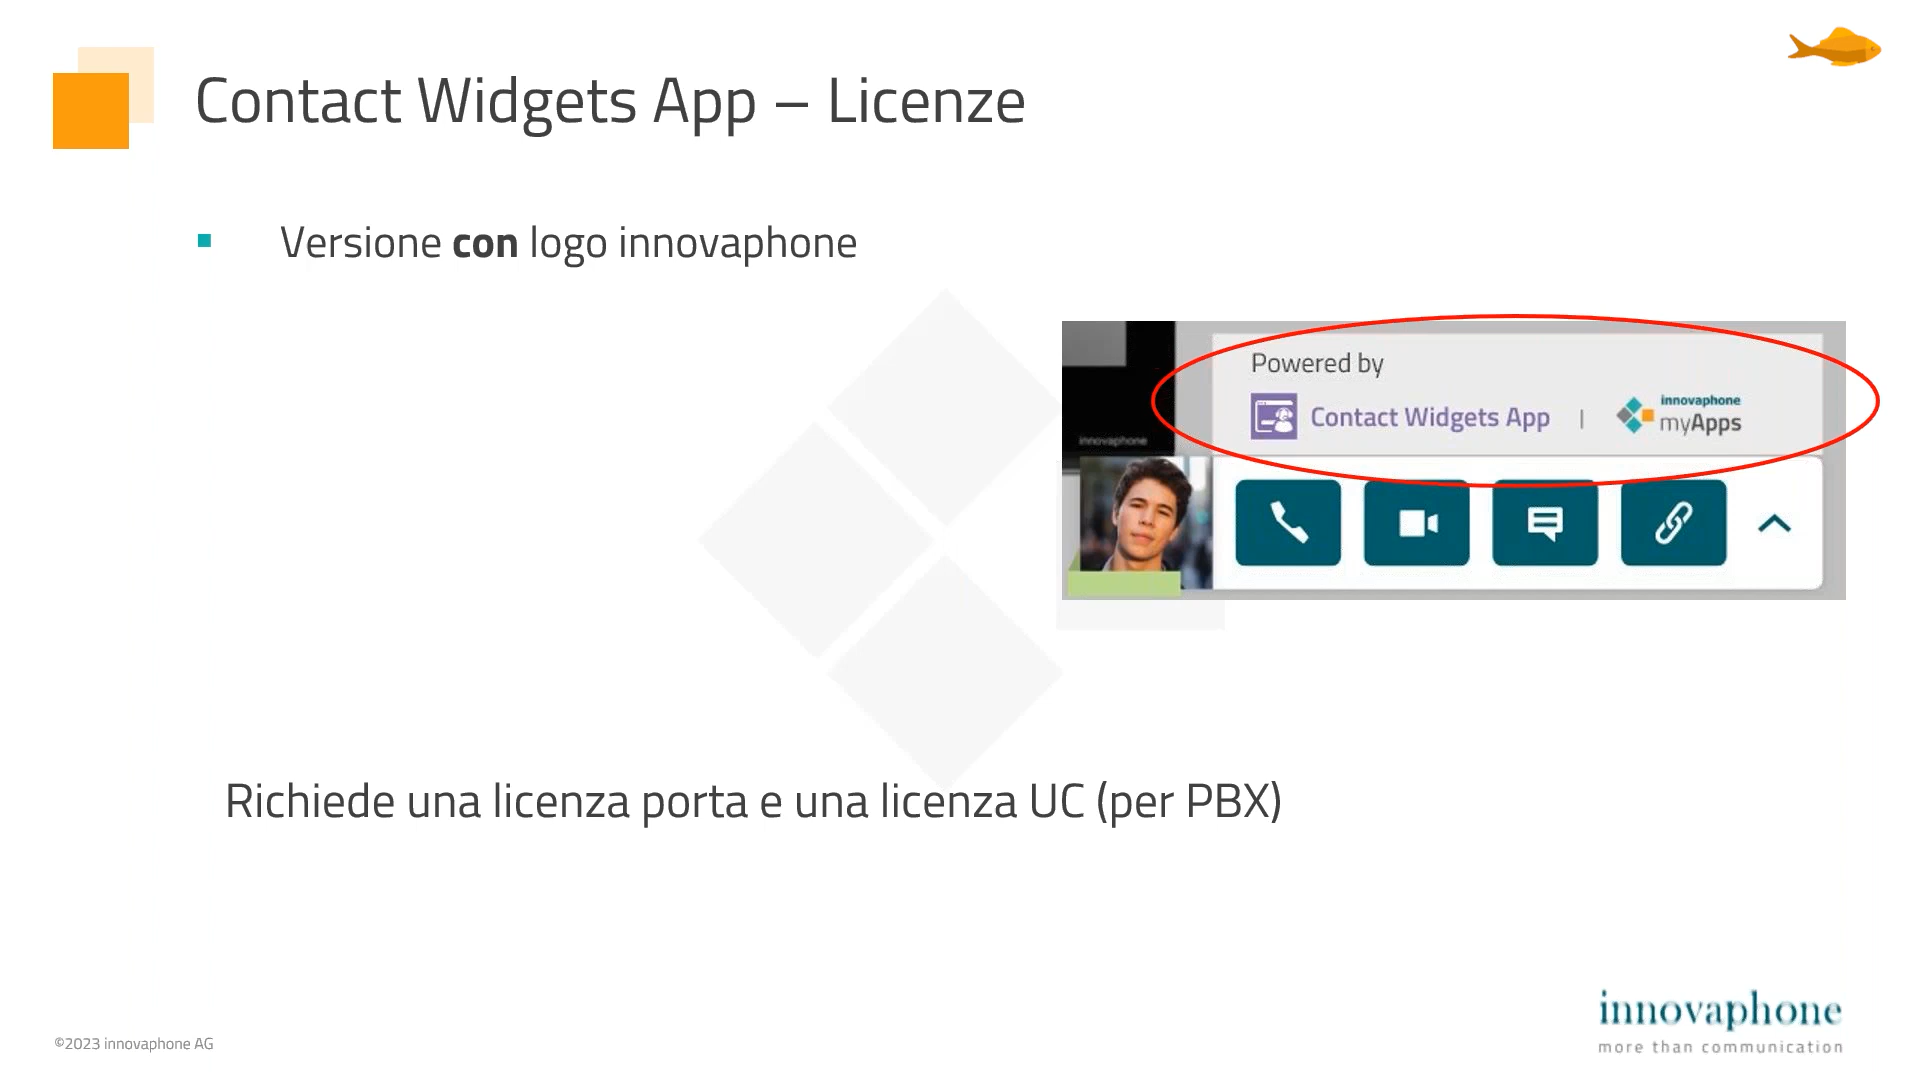 Contact Widgets App – Licenze
Versione con logo innovaphone
Powered by
Contact Widgets App | innovaphone myApps
innovaphone
Richiede una licenza porta e una licenza UC (per PBX)
innovaphone
more than communication
©2023 innovaphone AG